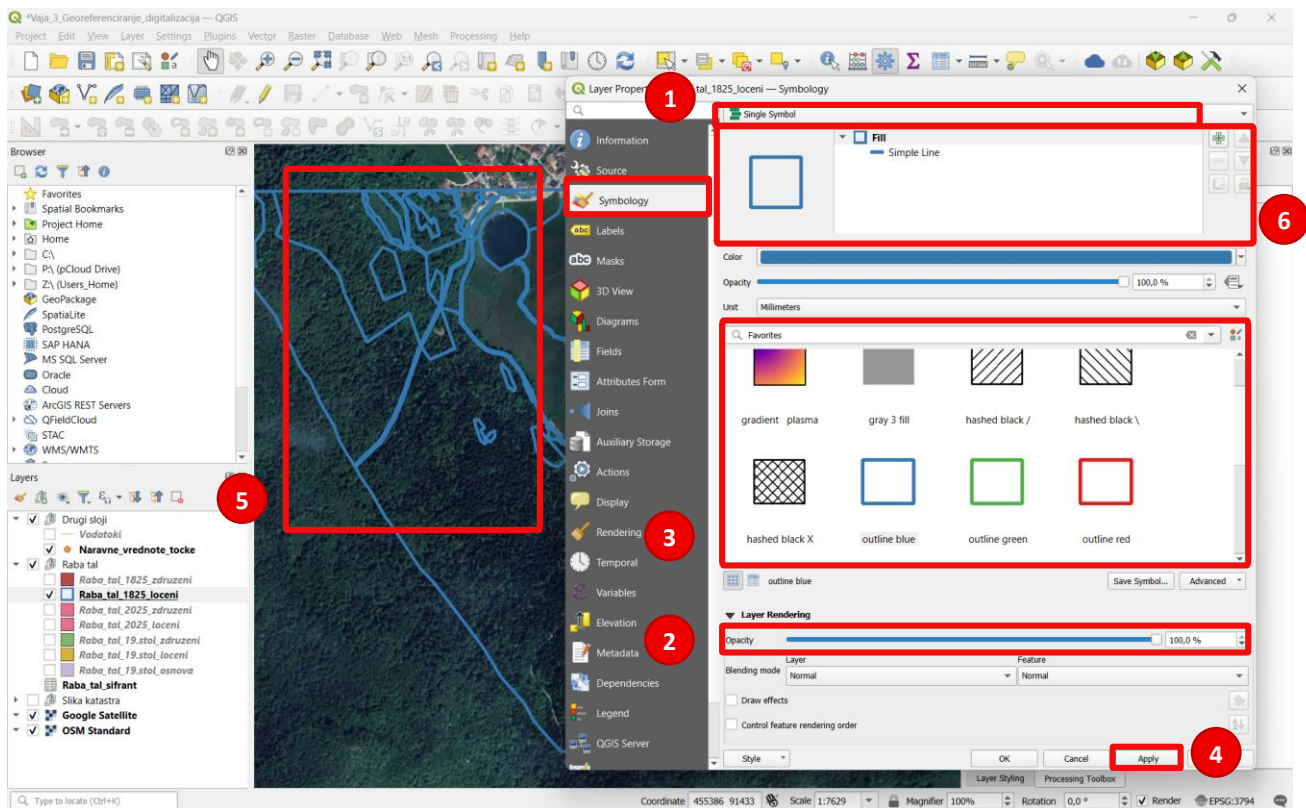 *Vaja_3_Georeferenciranje_digitalizacija — QGIS
Project Edit View Layer Settings Plugins Vector Raster Database Web Mesh Processing Help
Browser
Favorites
Spatial Bookmarks
Project Home
Home
C:\
P:\ (pCloud Drive)
Z:\ (Users_Home)
GeoPackage
SpatiaLite
PostgreSQL
SAP HANA
MS SQL Server
Oracle
Cloud
ArcGIS REST Servers
QFieldCloud
STAC
WMS/WMTS
Layers
5
Drugi sloji
Vodotoki
Naravne_vrednote_tocke
Raba tal
Raba_tal_1825_zdruzeni
Raba_tal_1825_loceni
Raba_tal_2025_zdruzeni
Raba_tal_2025_loceni
Raba_tal_19.stol_zdruzeni
Raba_tal_19.stol_loceni
Raba_tal_19.stol_osnova
Raba_tal_sifrant
Slika katastra
Google Satellite
OSM Standard
Layer Prope
1
tal_1825_loceni — Symbology
Information
Source
Symbology
abc Labels
abc Masks
3D View
Diagrams
Fields
Attributes Form
Joins
Auxiliary Storage
Actions
Display
Rendering
3
Temporal
Variables
Elevation
2
Metadata
Dependencies
Legend
QGIS Server
Single Symbol
Fill
Simple Line
6
Color
Opacity 100,0 %
Unit Millimeters
Favorites
gradient plasma gray 3 fill hashed black / hashed black \
hashed black X outline blue outline green outline red
outline blue Save Symbol... Advanced
Layer Rendering
Opacity 100,0 %
Layer Feature
Blending mode Normal Normal
Draw effects
Control feature rendering order
Style OK Cancel Apply
4
Layer Styling Processing Toolbox
Type to locate (Ctrl+K) Coordinate 455386 91433 Scale 1:7629 Magnifier 100% Rotation 0,0 ° Render EPSG:3794